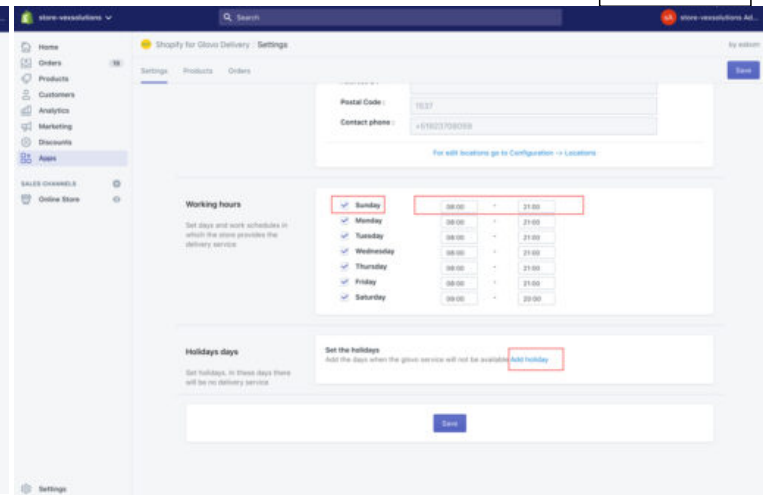 store-vexsolutions
Search
SA store-vexsolutions Ad...
Home
Orders
Products
Customers
Analytics
Marketing
Discounts
Apps
SALES CHANNELS
Online Store
Settings
Shopify for Glovo Delivery Settings
Settings Products Orders
Save
Postal Code :
Contact phone :
For edit locations go to Configuration -> Locations
Working hours
Set days and work schedules in
which the store provides the
delivery service
Sunday 08:00 - 21:00
Monday 08:00 - 21:00
Tuesday 08:00 - 21:00
Wednesday 08:00 - 21:00
Thursday 08:00 - 21:00
Friday 08:00 - 21:00
Saturday 09:00 - 20:00
Holidays days
Set holidays. In these days there
will be no delivery service
Set the holidays
Add the days when the glovo service will not be available Add holiday
Save